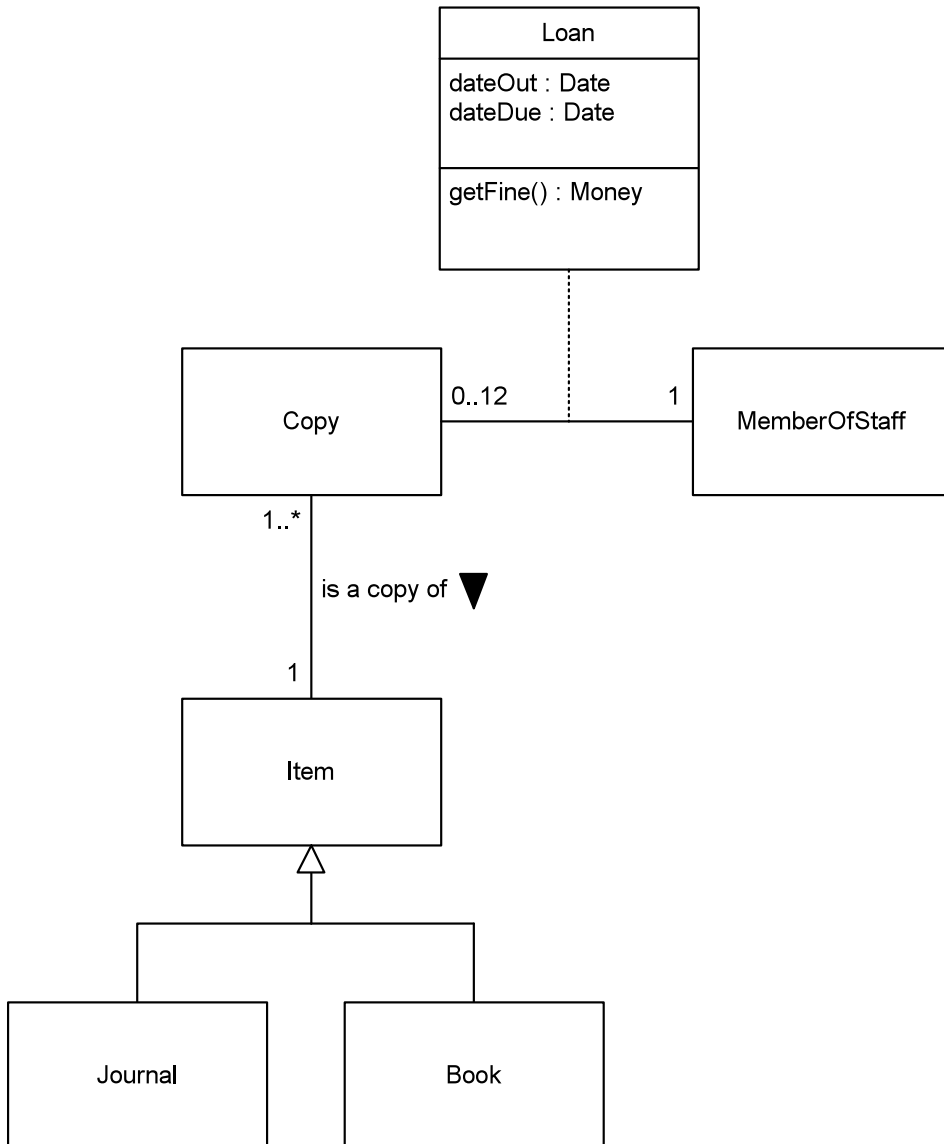 Loan
dateOut : Date
dateDue : Date
getFine() : Money
Copy
0..12
1
MemberOfStaff
1..*
is a copy of
1
Item
Journal
Book